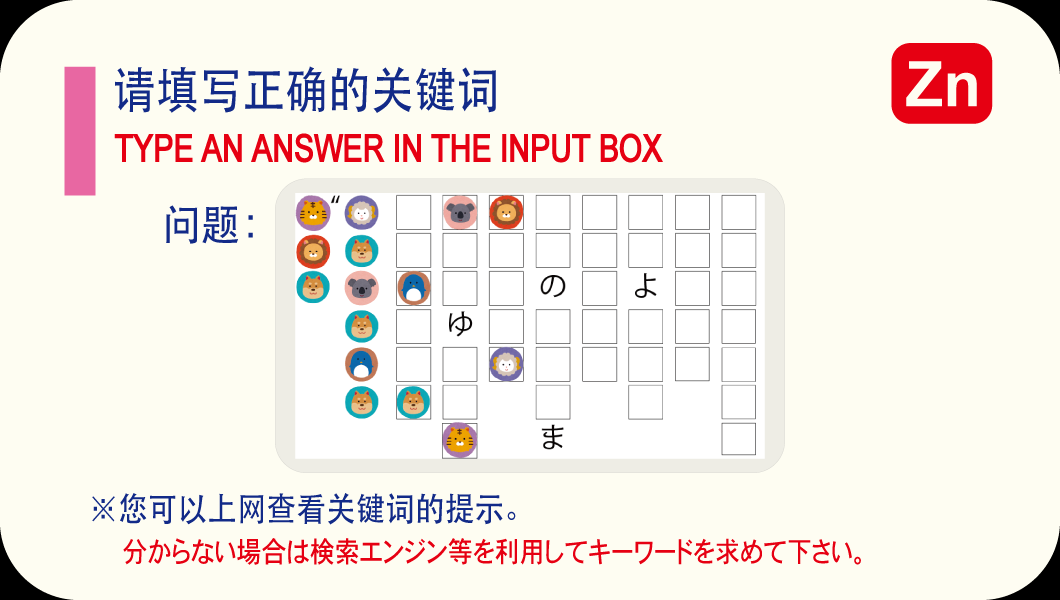 请填写正确的关键词
Zn
TYPE AN ANSWER IN THE INPUT BOX
问题:
“
の
よ
ゆ
ま
※您可以上网查看关键词的提示。
分からない場合は検索エンジン等を利用してキーワードを求めて下さい。